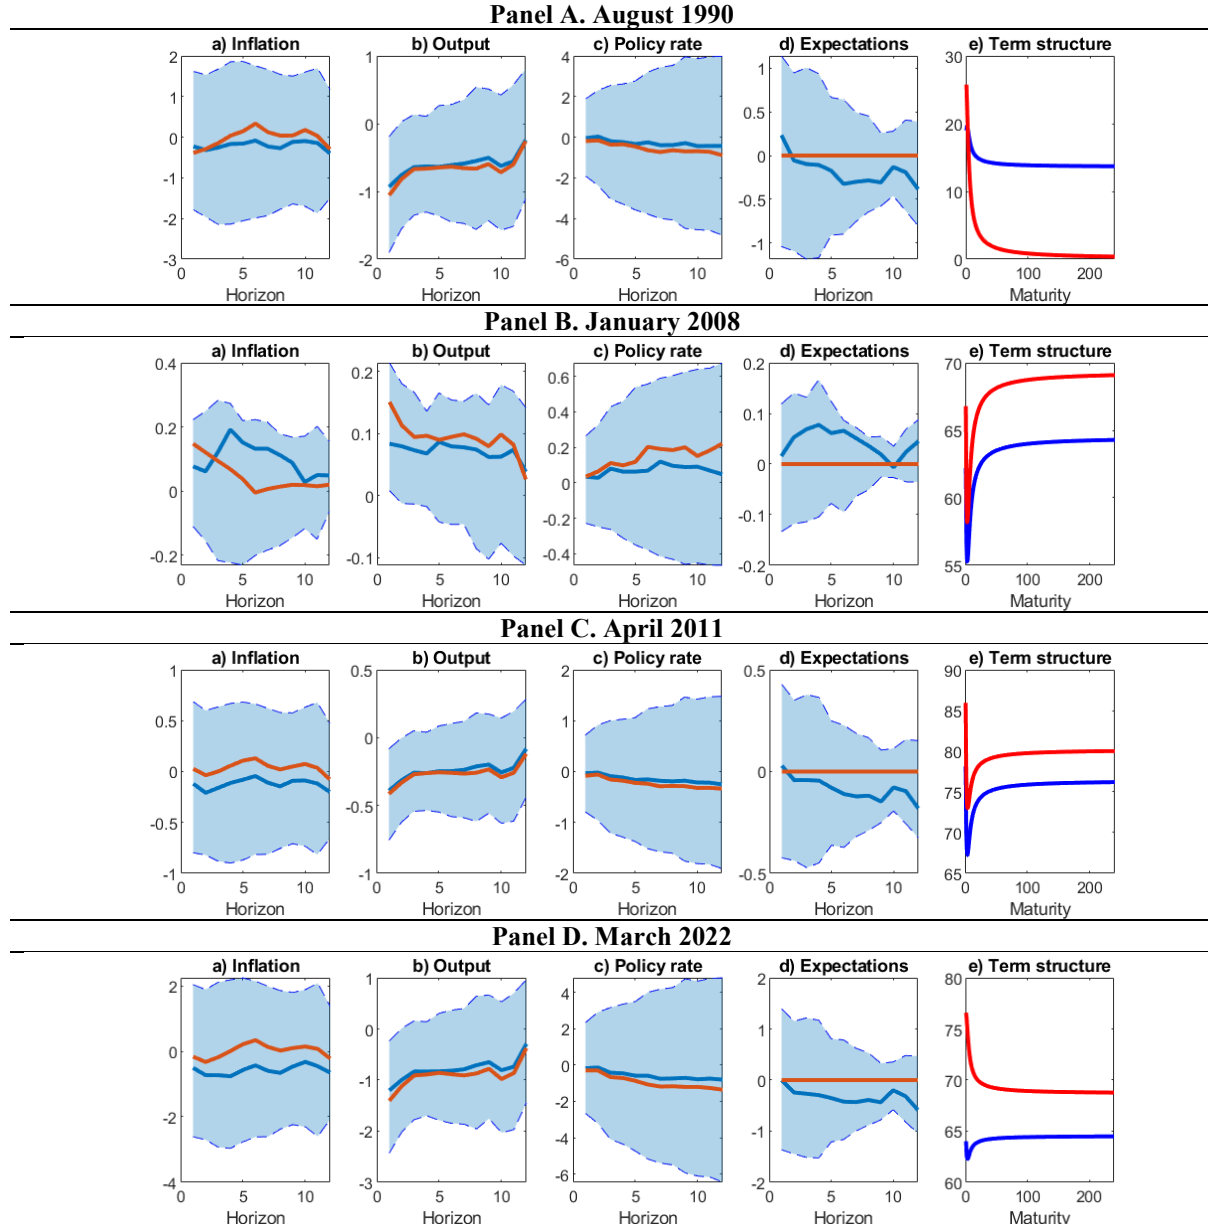 Panel A. August 1990
a) Inflation b) Output c) Policy rate d) Expectations e) Term structure
2 1 0 -1 -2 -3
0 -1 -2
4 2 0 -2 -4 -6
1 0.5 0 -0.5 -1
30 20 10 0
0 5 10 0 5 10 0 5 10 0 5 10 0 100 200
Horizon Horizon Horizon Horizon Maturity
Panel B. January 2008
a) Inflation b) Output c) Policy rate d) Expectations e) Term structure
0.4 0.2 0 -0.2
0.2 0.1 0 -0.1
0.6 0.4 0.2 0 -0.2 -0.4
0.2 0.1 0 -0.1 -0.2
70 65 60 55
0 5 10 0 5 10 0 5 10 0 5 10 0 100 200
Horizon Horizon Horizon Horizon Maturity
Panel C. April 2011
a) Inflation b) Output c) Policy rate d) Expectations e) Term structure
1 0.5 0 -0.5 -1
0.5 0 -0.5 -1
2 1 0 -1 -2
0.5 0 -0.5
90 85 80 75 70 65
0 5 10 0 5 10 0 5 10 0 5 10 0 100 200
Horizon Horizon Horizon Horizon Maturity
Panel D. March 2022
a) Inflation b) Output c) Policy rate d) Expectations e) Term structure
2 0 -2 -4
1 0 -1 -2 -3
4 2 0 -2 -4 -6
2 1 0 -1 -2
80 75 70 65 60
0 5 10 0 5 10 0 5 10 0 5 10 0 100 200
Horizon Horizon Horizon Horizon Maturity